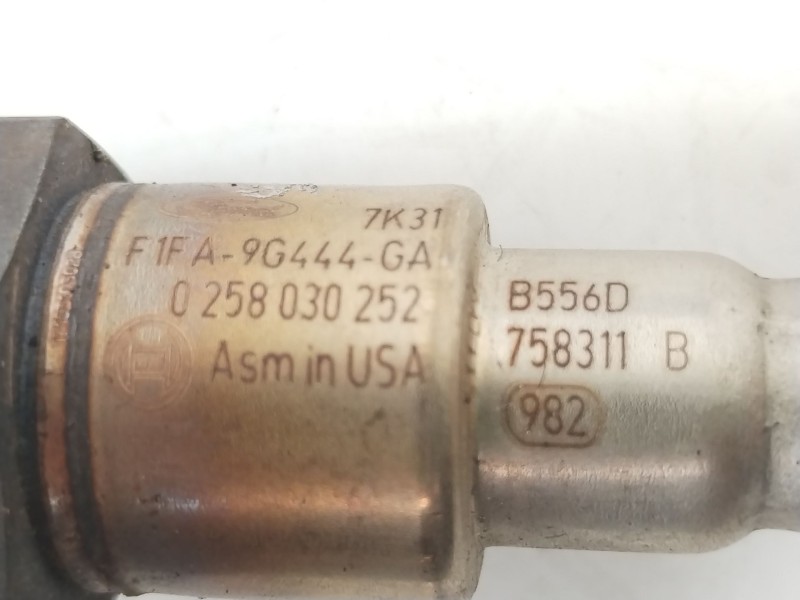 7K31
F1FA-9G444-GA
0 258 030 252
Asm in USA
B556D
758311 B
982